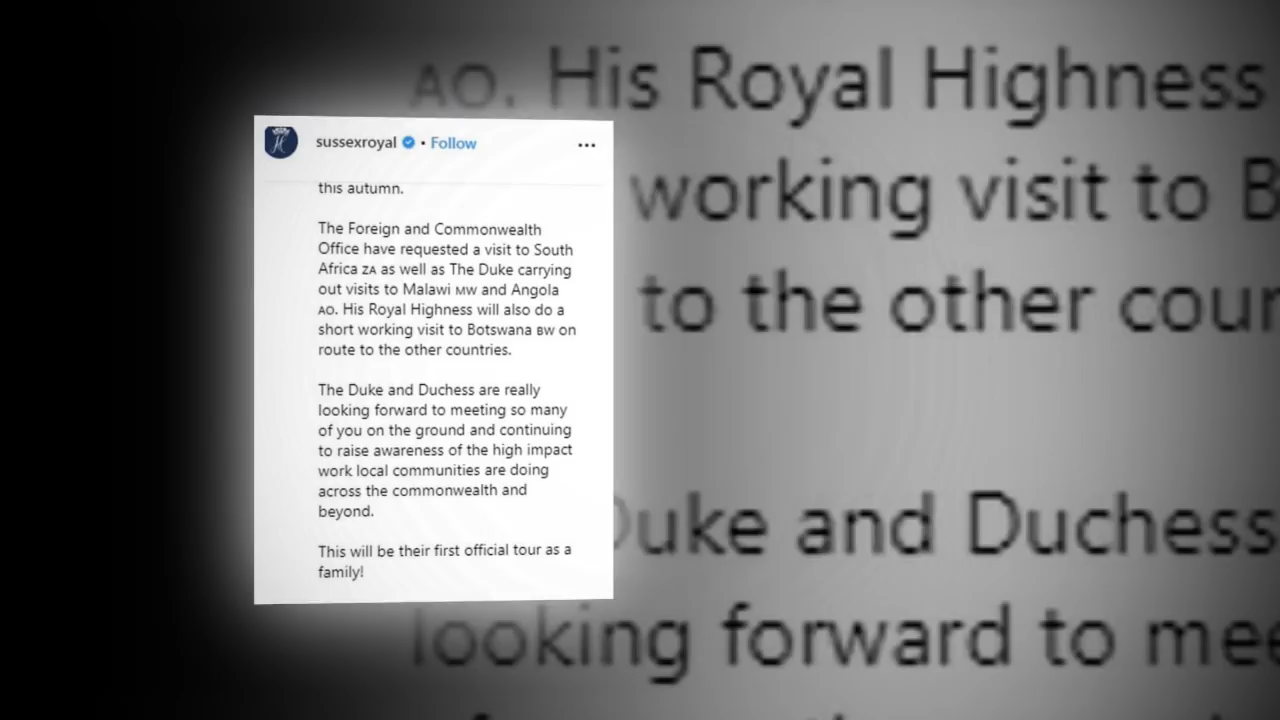 sussexroyal • Follow
this autumn.
The Foreign and Commonwealth
Office have requested a visit to South
Africa ZA as well as The Duke carrying
out visits to Malawi MW and Angola
AO. His Royal Highness will also do a
short working visit to Botswana BW on
route to the other countries.
The Duke and Duchess are really
looking forward to meeting so many
of you on the ground and continuing
to raise awareness of the high impact
work local communities are doing
across the commonwealth and
beyond.
This will be their first official tour as a
family!
AO. His Royal Highness
working visit to
to the other
and Duchess
looking forward to